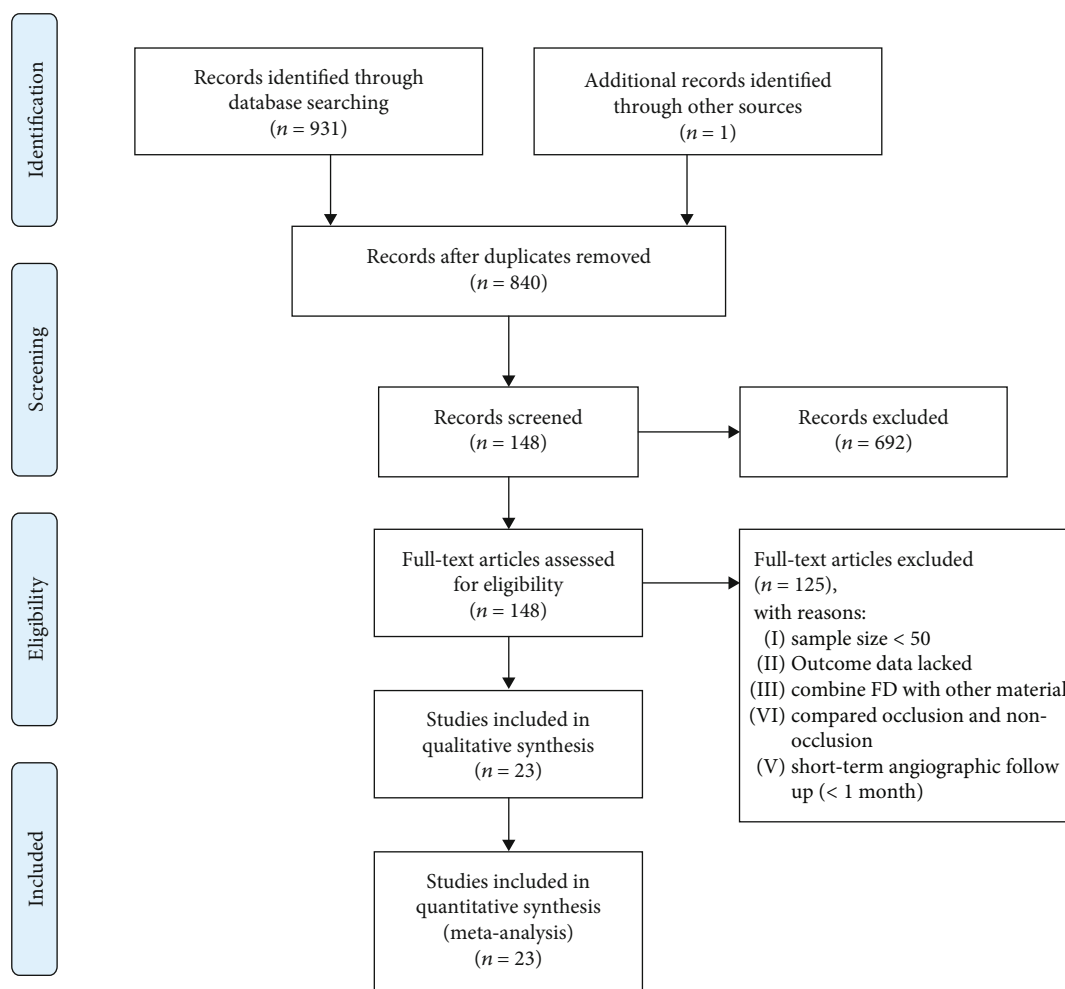 Identification
Records identified through
database searching
(n = 931)
Additional records identified
through other sources
(n = 1)
Records after duplicates removed
(n = 840)
Screening
Records screened
(n = 148)
Records excluded
(n = 692)
Eligibility
Full-text articles assessed
for eligibility
(n = 148)
Full-text articles excluded
(n = 125),
with reasons:
(I) sample size < 50
(II) Outcome data lacked
(III) combine FD with other material
(VI) compared occlusion and non-
occlusion
(V) short-term angiographic follow
up (< 1 month)
Studies included in
qualitative synthesis
(n = 23)
Included
Studies included in
quantitative synthesis
(meta-analysis)
(n = 23)